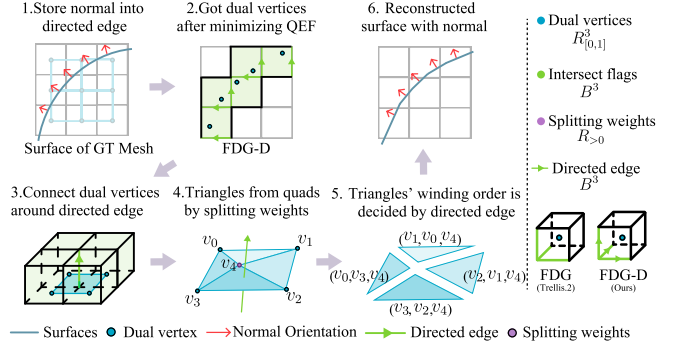 1.Store normal into
directed edge
2.Got dual vertices
after minimizing QEF
6. Reconstructed
surface with normal
Surface of GT Mesh
FDG-D
3.Connect dual vertices
around directed edge
4.Triangles from quads
by splitting weights
5. Triangles' winding order is
decided by directed edge
v₀
v₁
v₄
v₃
v₂
(v₁,v₀,v₄)
(v₀,v₃,v₄)
(v₂,v₁,v₄)
(v₃,v₂,v₄)
Dual vertices
R³[0,1]
Intersect flags
B³
Splitting weights
R>0
Directed edge
B³
FDG
(Trellis.2)
FDG-D
(Ours)
Surfaces
Dual vertex
Normal Orientation
Directed edge
Splitting weights